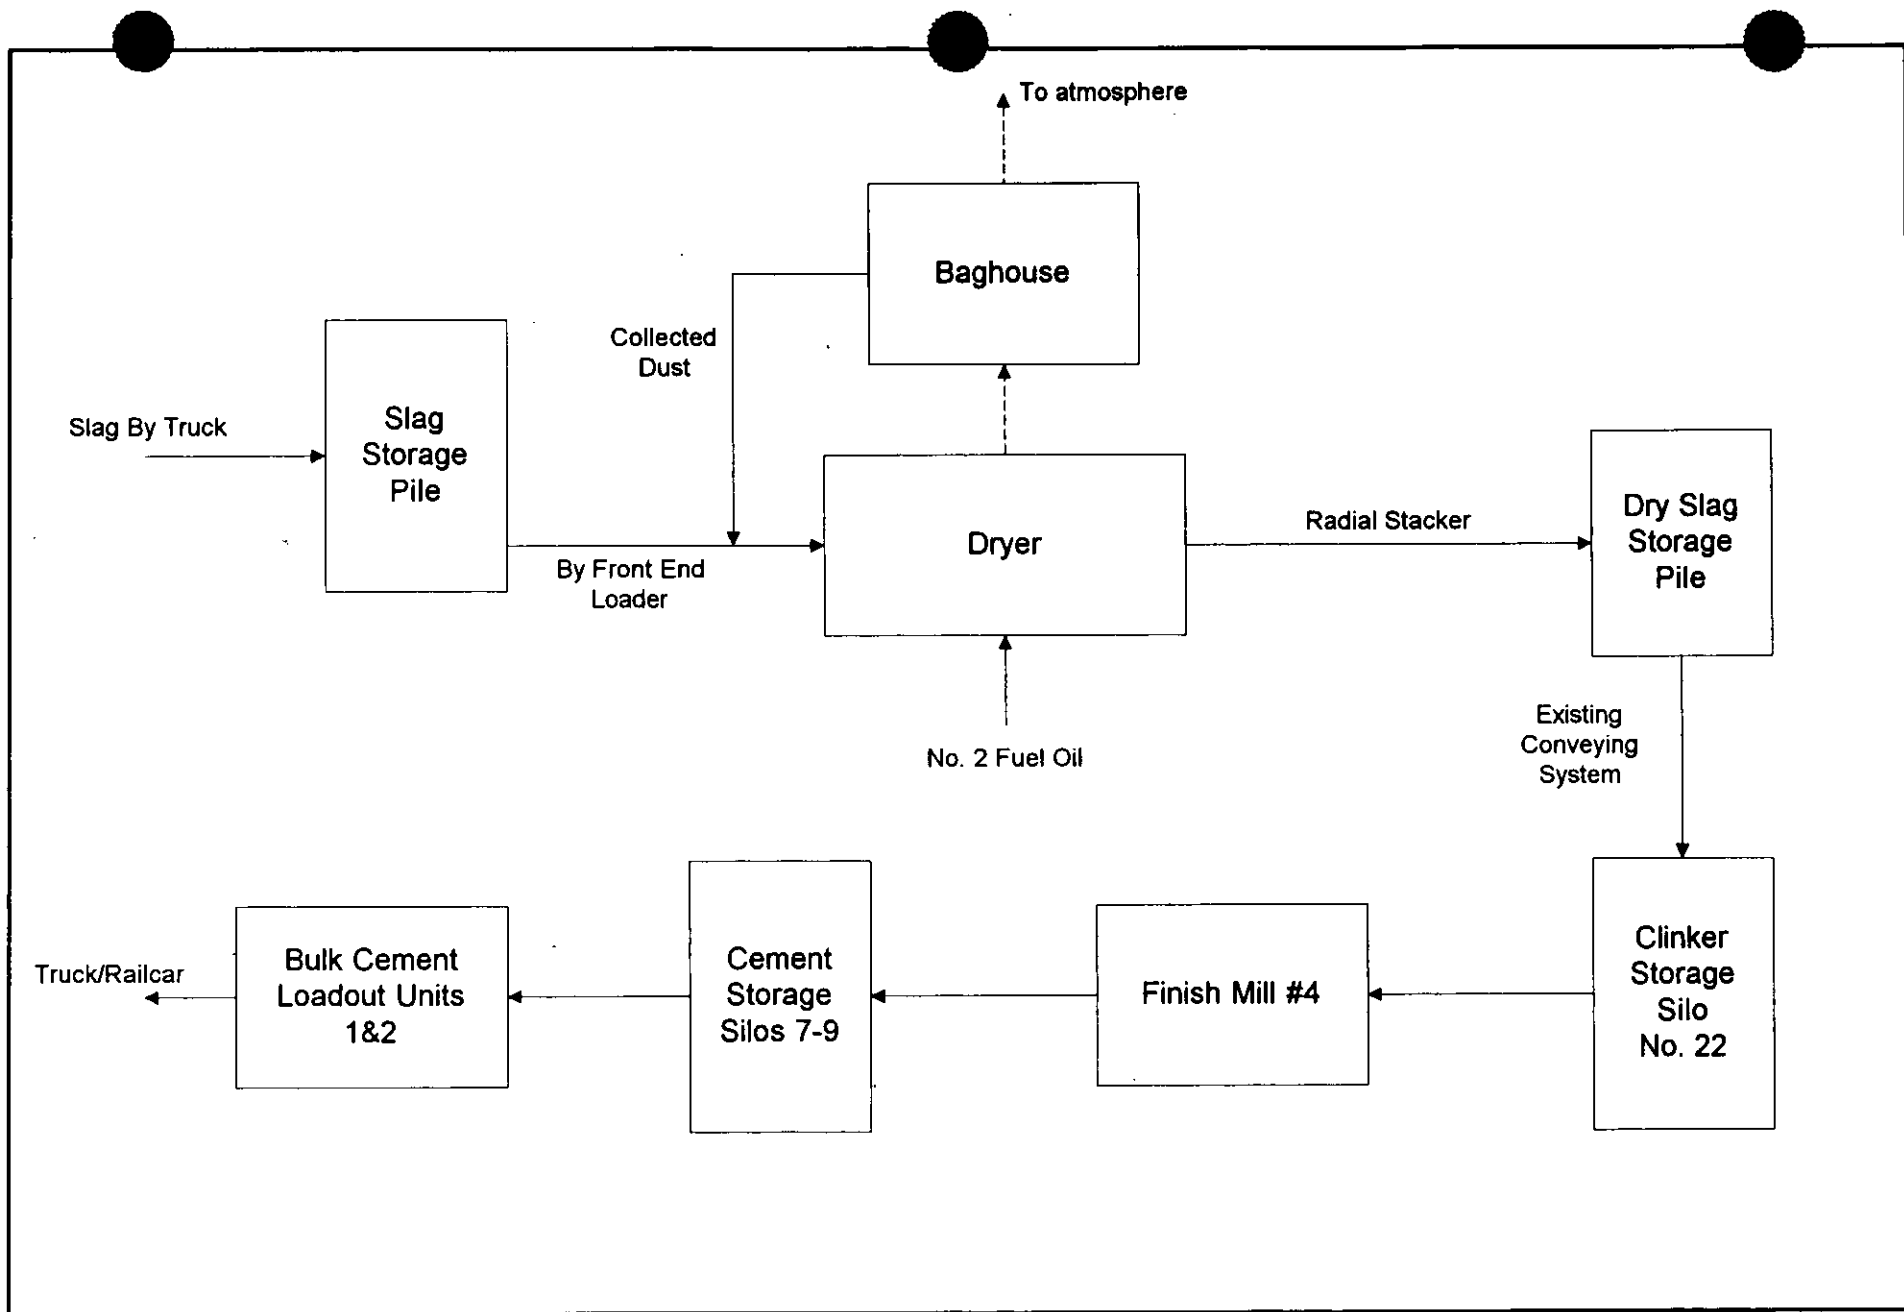 To atmosphere
Baghouse
Collected
Dust
Slag By Truck
Slag
Storage
Pile
By Front End
Loader
Dryer
Radial Stacker
Dry Slag
Storage
Pile
No. 2 Fuel Oil
Existing
Conveying
System
Truck/Railcar
Bulk Cement
Loadout Units
1&2
Cement
Storage
Silos 7-9
Finish Mill #4
Clinker
Storage
Silo
No. 22